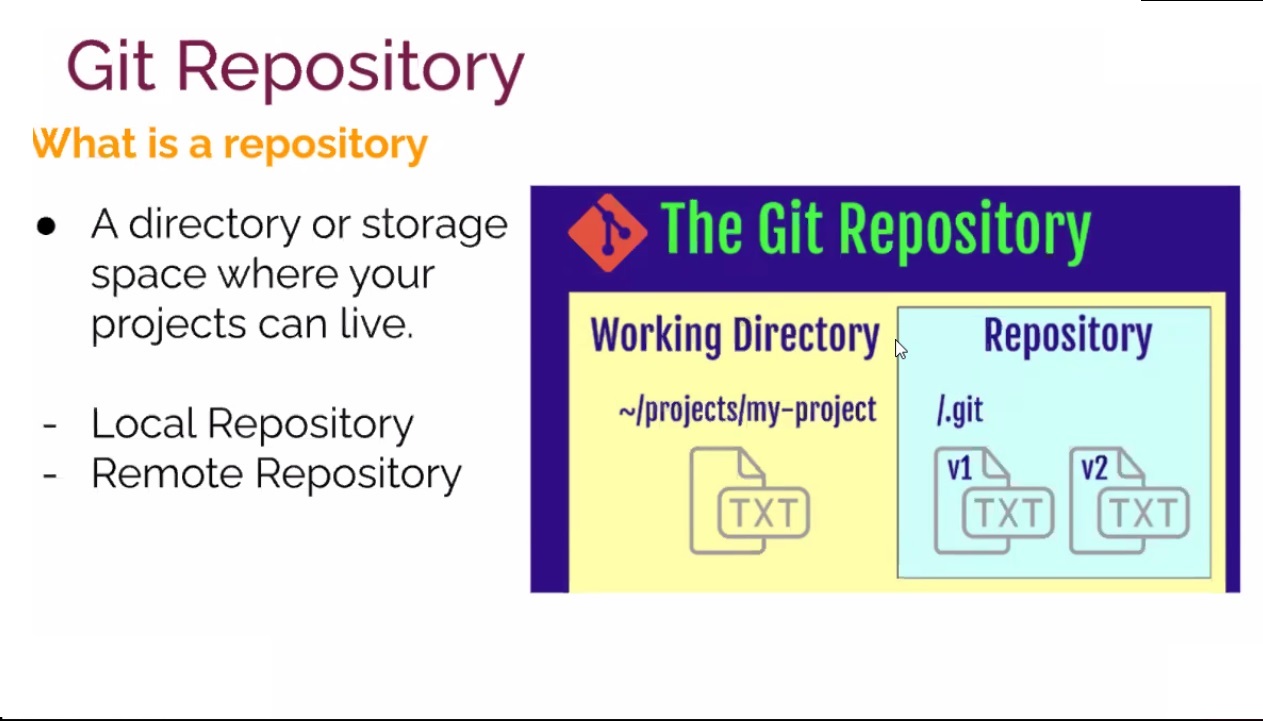 Git Repository
What is a repository
● A directory or storage
space where your
projects can live.
- Local Repository
- Remote Repository
The Git Repository
Working Directory
~/projects/my-project
TXT
Repository
/.git
v1 TXT
v2 TXT